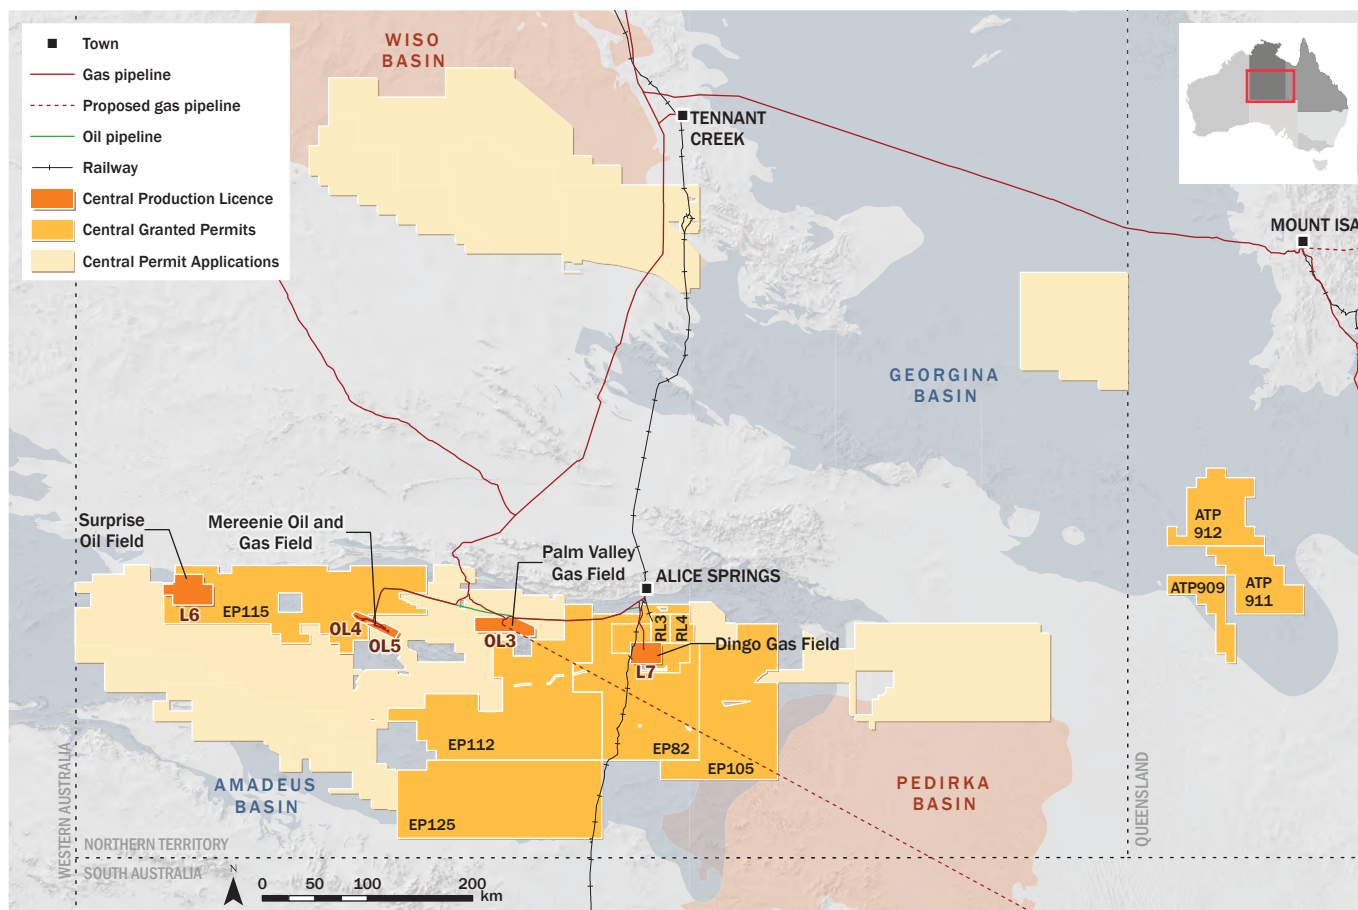 Town
Gas pipeline
Proposed gas pipeline
Oil pipeline
Railway
Central Production Licence
Central Granted Permits
Central Permit Applications
WISO
BASIN
TENNANT
CREEK
MOUNT ISA
GEORGINA
BASIN
Surprise
Oil Field
Mereenie Oil and
Gas Field
Palm Valley
Gas Field
ALICE SPRINGS
ATP
912
ATP909
ATP
911
L6
EP115
OL4
OL5
OL3
RL3
RL4
Dingo Gas Field
L7
EP112
EP82
EP105
EP125
AMADEUS
BASIN
PEDIRKA
BASIN
WESTERN AUSTRALIA
QUEENSLAND
NORTHERN TERRITORY
SOUTH AUSTRALIA
N
0 50 100 200
km